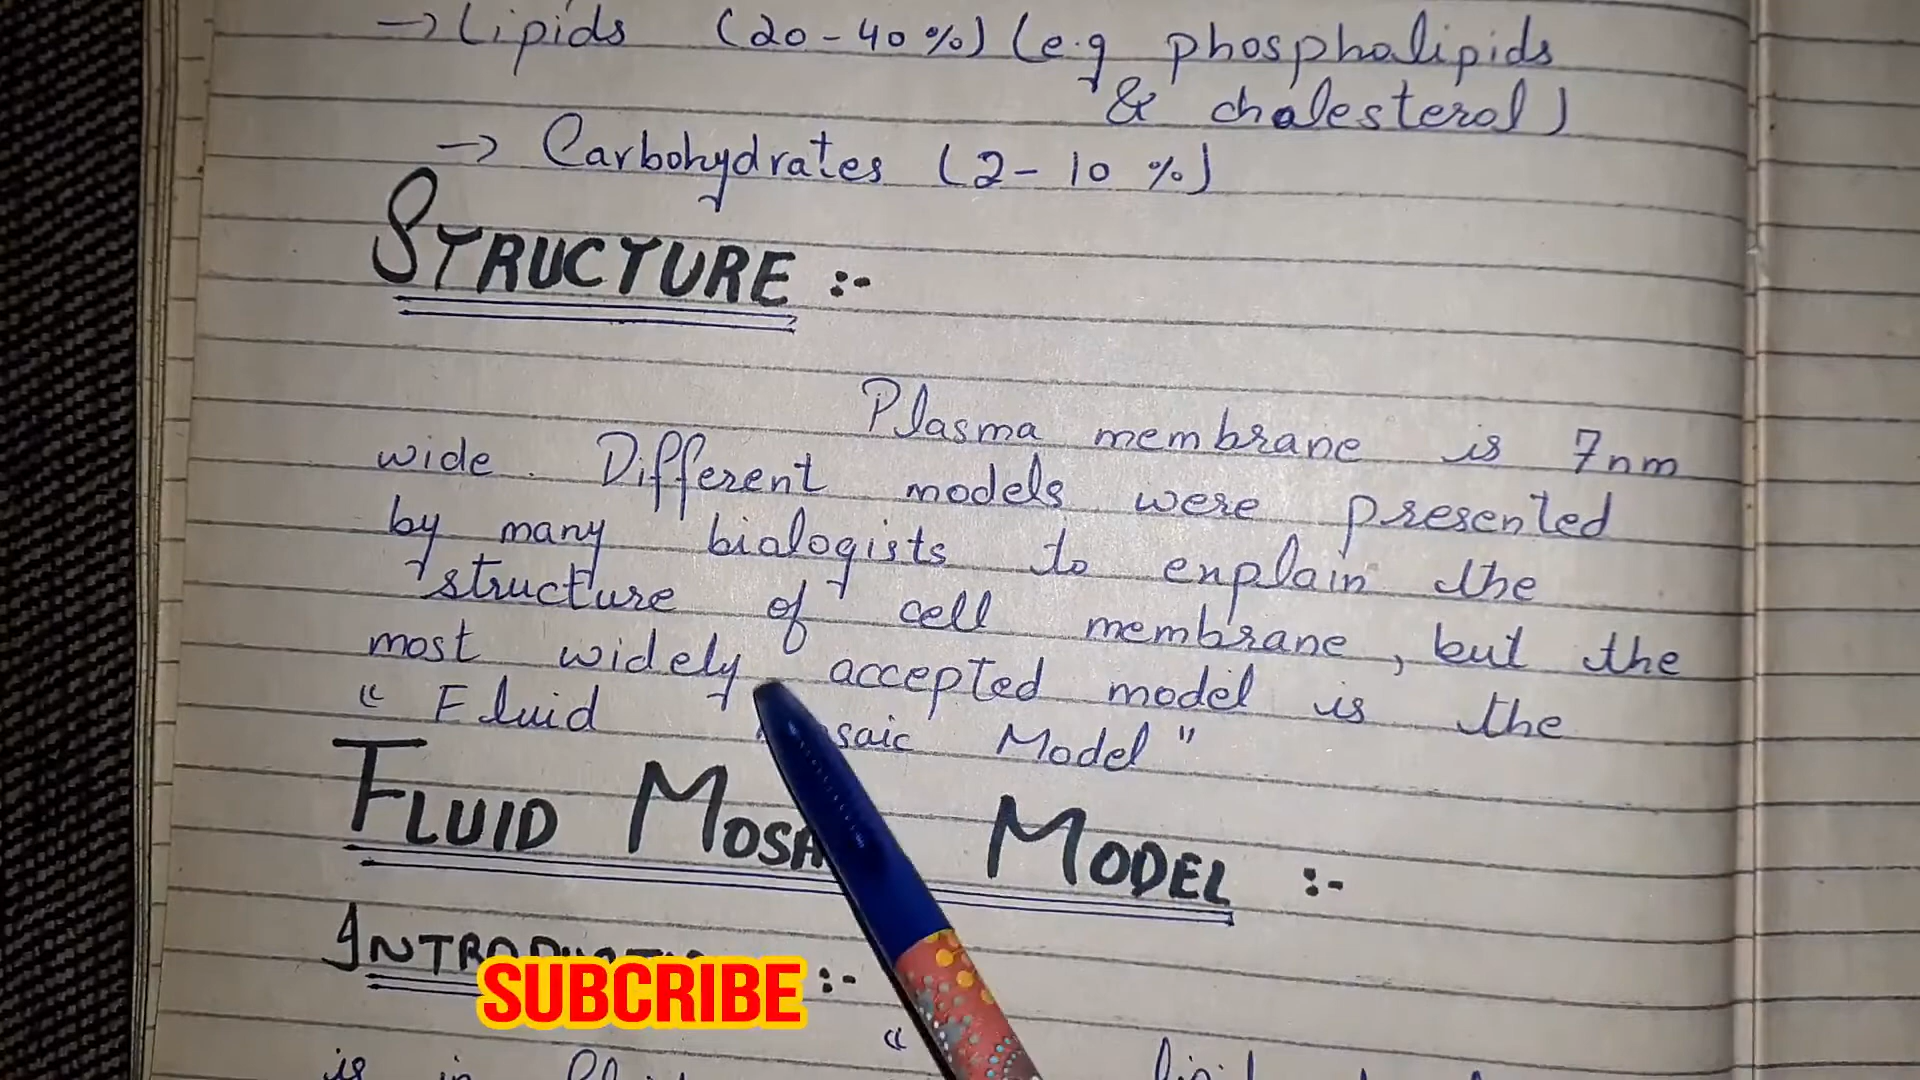 → Lipids (20-40%) (e.g phospholipids
& cholesterol)
→ Carbohydrates (2-10%)
STRUCTURE :-
Plasma membrane is 7nm
wide. Different models were presented
by many biologists to explain the
structure of cell membrane, but the
most widely accepted model is the
"Fluid Model"
FLUID MODEL :-
:-
SUBCRIBE
is in